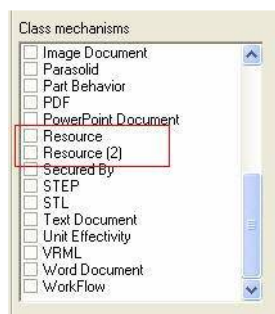 Class mechanisms
Image Document
Parasolid
Part Behavior
PDF
PowerPoint Document
Resource
Resource (2)
Secured By
STEP
STL
Text Document
Unit Effectivity
VRML
Word Document
WorkFlow